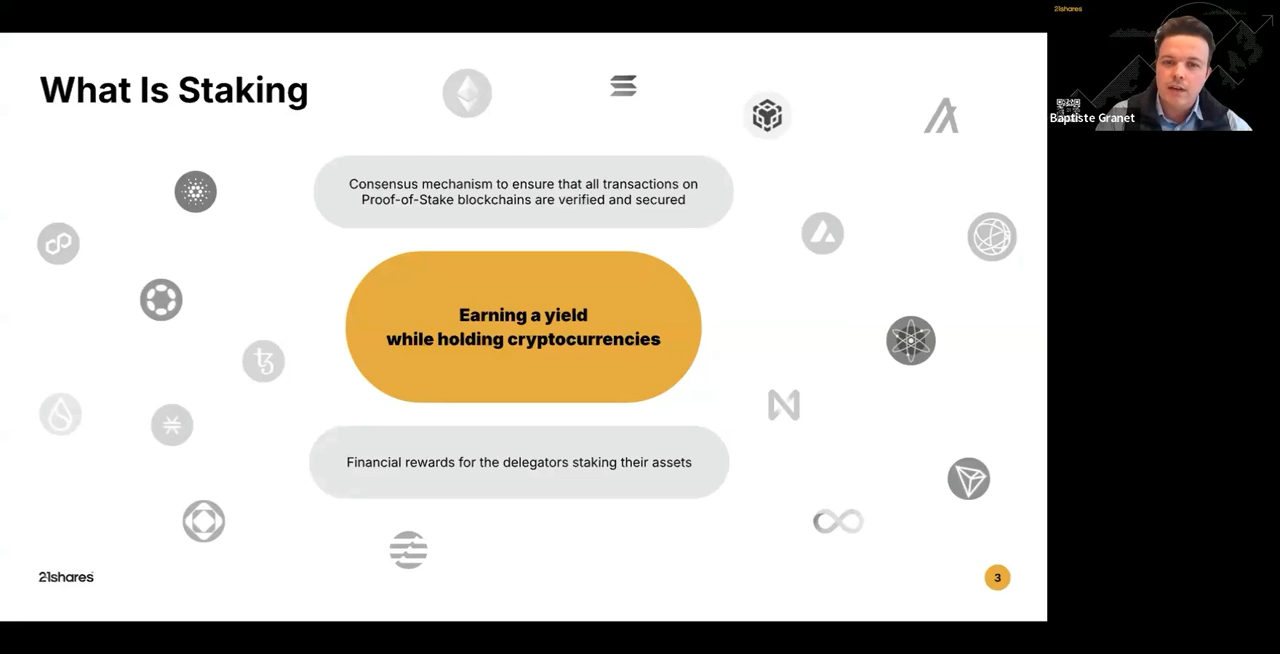 21shares
What Is Staking
Baptiste Granet
Consensus mechanism to ensure that all transactions on
Proof-of-Stake blockchains are verified and secured
Earning a yield
while holding cryptocurrencies
Financial rewards for the delegators staking their assets
21shares
3